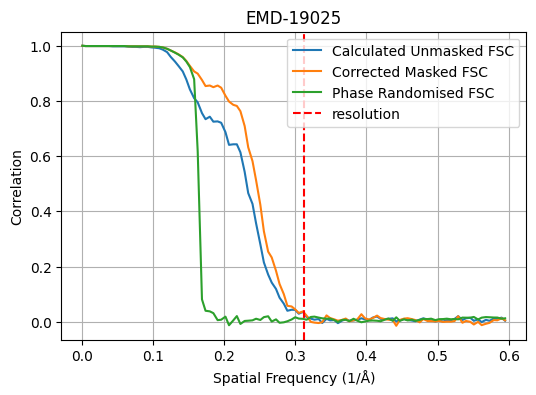 EMD-19025
Calculated Unmasked FSC
Corrected Masked FSC
Phase Randomised FSC
resolution
Correlation
1.0
0.8
0.6
0.4
0.2
0.0
0.0 0.1 0.2 0.3 0.4 0.5 0.6
Spatial Frequency (1/Å)